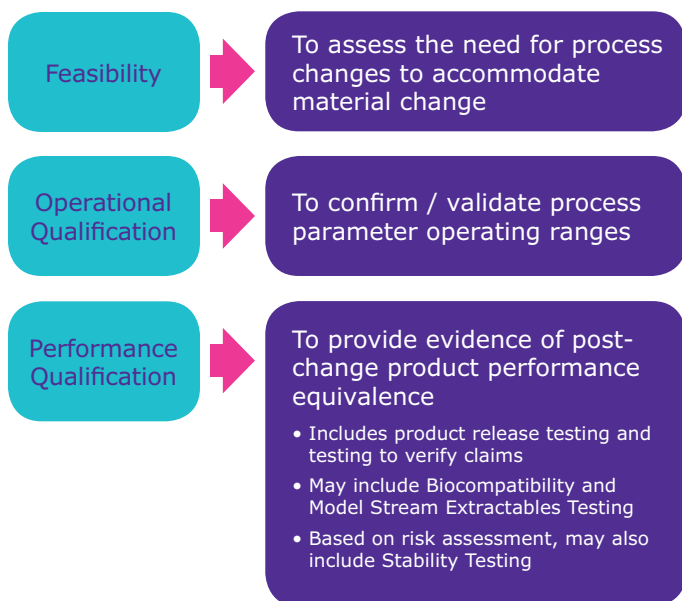 Feasibility
To assess the need for process
changes to accommodate
material change
Operational
Qualification
To confirm / validate process
parameter operating ranges
Performance
Qualification
To provide evidence of post-
change product performance
equivalence
• Includes product release testing and
testing to verify claims
• May include Biocompatibility and
Model Stream Extractables Testing
• Based on risk assessment, may also
include Stability Testing